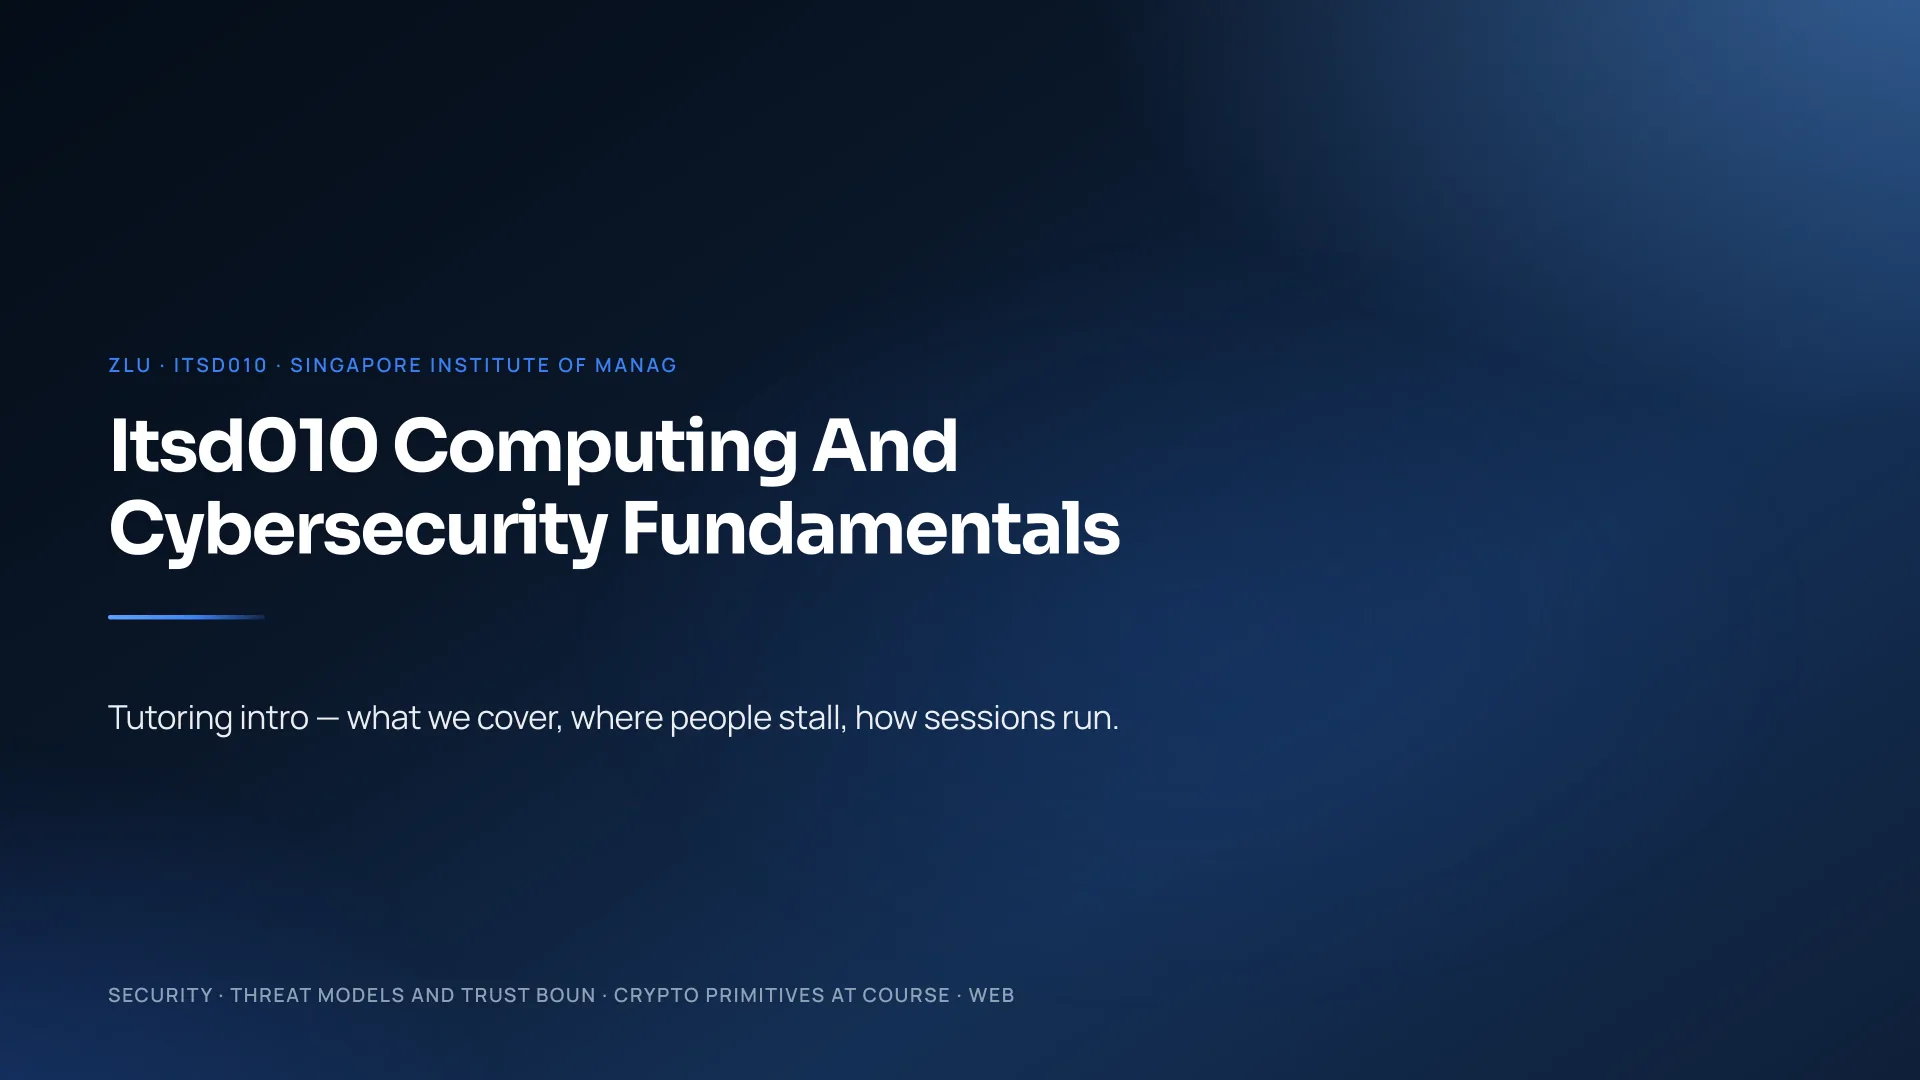 ZLU · ITSD010 · SINGAPORE INSTITUTE OF MANAG
Itsd010 Computing And
Cybersecurity Fundamentals
Tutoring intro — what we cover, where people stall, how sessions run.
SECURITY · THREAT MODELS AND TRUST BOUN · CRYPTO PRIMITIVES AT COURSE · WEB